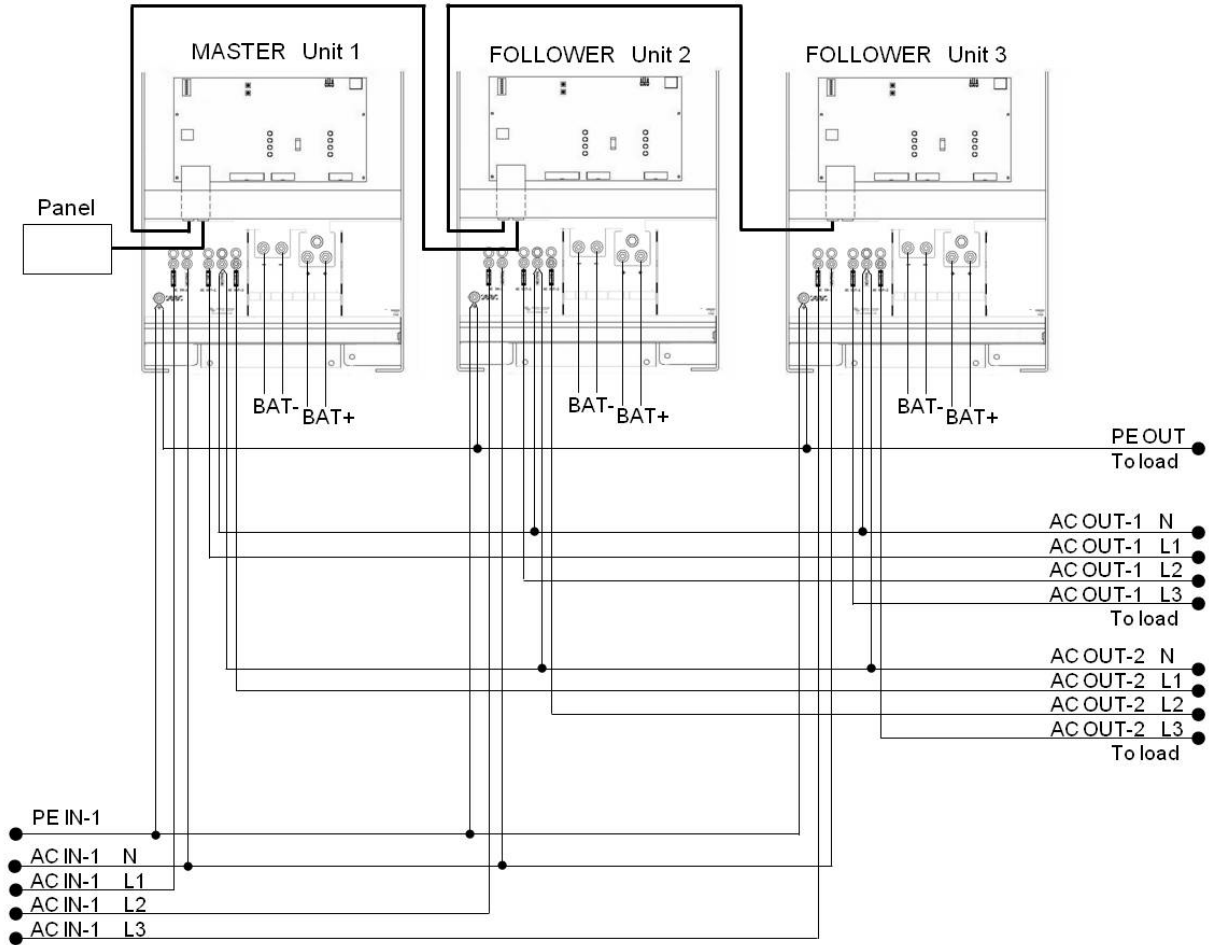 MASTER Unit 1
FOLLOWER Unit 2
FOLLOWER Unit 3
Panel
BAT- BAT+
BAT- BAT+
BAT- BAT+
PE OUT
To load
AC OUT-1 N
AC OUT-1 L1
AC OUT-1 L2
AC OUT-1 L3
To load
AC OUT-2 N
AC OUT-2 L1
AC OUT-2 L2
AC OUT-2 L3
To load
PE IN-1
AC IN-1 N
AC IN-1 L1
AC IN-1 L2
AC IN-1 L3